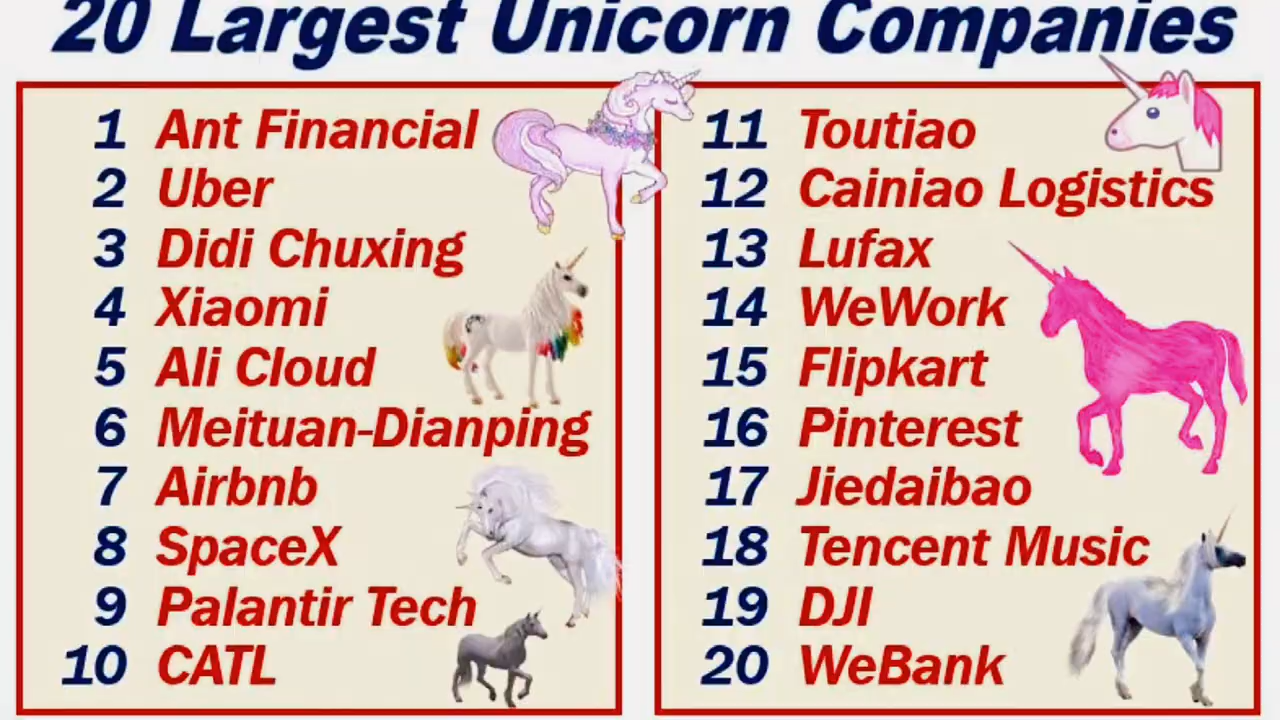 20 Largest Unicorn Companies
1 Ant Financial
2 Uber
3 Didi Chuxing
4 Xiaomi
5 Ali Cloud
6 Meituan-Dianping
7 Airbnb
8 SpaceX
9 Palantir Tech
10 CATL
11 Toutiao
12 Cainiao Logistics
13 Lufax
14 WeWork
15 Flipkart
16 Pinterest
17 Jiedaibao
18 Tencent Music
19 DJI
20 WeBank